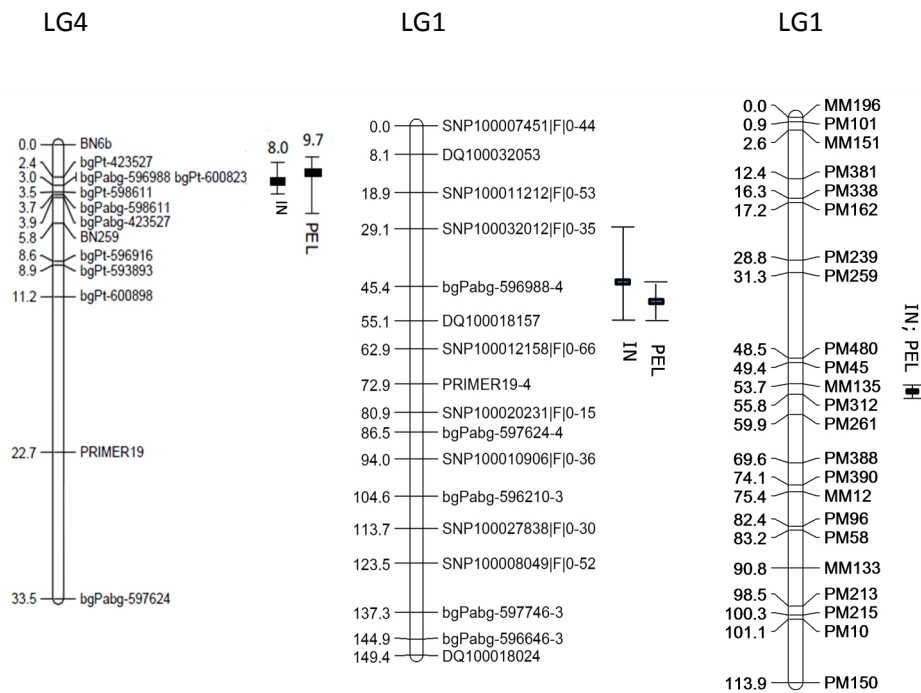 LG4
LG1
LG1
0.0 BN6b
2.4 bgPt-423527
3.0 bgPabg-596988 bgPt-600823
3.5 bgPt-598611
3.7 bgPabg-598611
3.9 bgPabg-423527
5.8 BN259
8.6 bgPt-596916
8.9 bgPt-593893
11.2 bgPt-600898
22.7 PRIMER19
33.5 bgPabg-597624
8.0
9.7
IN
PEL
0.0 SNP100007451|F|0-44
8.1 DQ100032053
18.9 SNP100011212|F|0-53
29.1 SNP100032012|F|0-35
45.4 bgPabg-596988-4
55.1 DQ100018157
62.9 SNP100012158|F|0-66
72.9 PRIMER19-4
80.9 SNP100020231|F|0-15
86.5 bgPabg-597624-4
94.0 SNP100010906|F|0-36
104.6 bgPabg-596210-3
113.7 SNP100027838|F|0-30
123.5 SNP100008049|F|0-52
137.3 bgPabg-597746-3
144.9 bgPabg-596646-3
149.4 DQ100018024
IN
PEL
0.0 MM196
0.9 PM101
2.6 MM151
12.4 PM381
16.3 PM338
17.2 PM162
28.8 PM239
31.3 PM259
48.5 PM480
49.4 PM45
53.7 MM135
55.8 PM312
59.9 PM261
69.6 PM388
74.1 PM390
75.4 MM12
82.4 PM96
83.2 PM58
90.8 MM133
98.5 PM213
100.3 PM215
101.1 PM10
113.9 PM150
IN; PEL